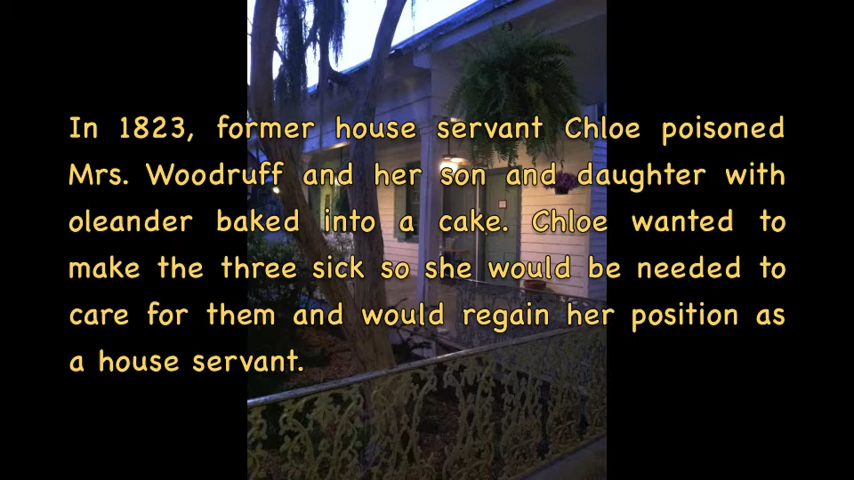 In 1823, former house servant Chloe poisoned
Mrs. Woodruff and her son and daughter with
oleander baked into a cake. Chloe wanted to
make the three sick so she would be needed to
care for them and would regain her position as
a house servant.